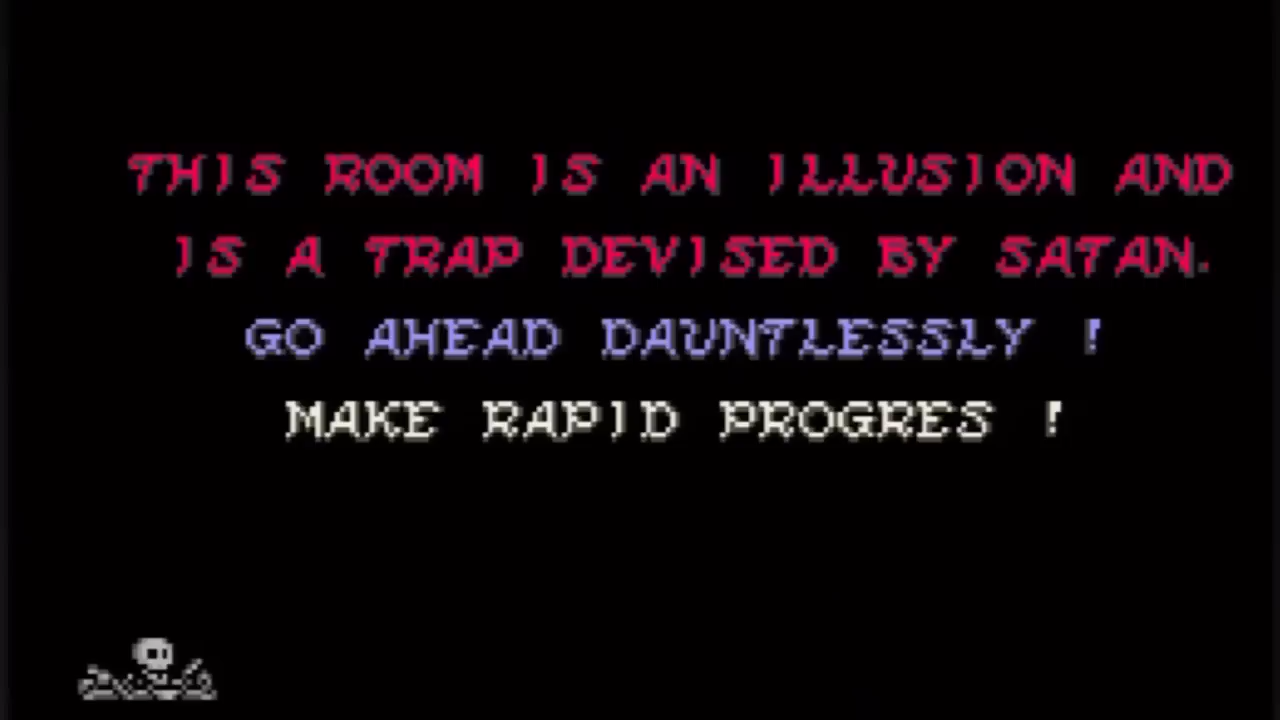 THIS ROOM IS AN ILLUSION AND
IS A TRAP DEVISED BY SATAN.
GO AHEAD DAUNTLESSLY !
MAKE RAPID PROGRES !